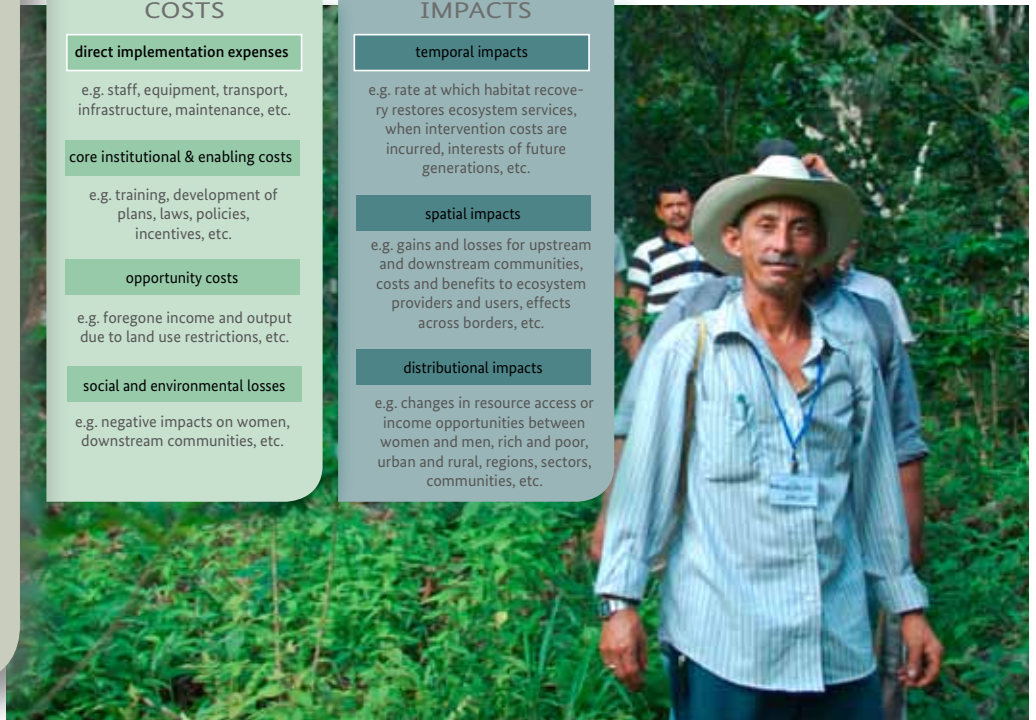 COSTS
direct implementation expenses
e.g. staff, equipment, transport,
infrastructure, maintenance, etc.
core institutional & enabling costs
e.g. training, development of
plans, laws, policies,
incentives, etc.
opportunity costs
e.g. foregone income and output
due to land use restrictions, etc.
social and environmental losses
e.g. negative impacts on women,
downstream communities, etc.
IMPACTS
temporal impacts
e.g. rate at which habitat recove-
ry restores ecosystem services,
when intervention costs are
incurred, interests of future
generations, etc.
spatial impacts
e.g. gains and losses for upstream
and downstream communities,
costs and benefits to ecosystem
providers and users, effects
across borders, etc.
distributional impacts
e.g. changes in resource access or
income opportunities between
women and men, rich and poor,
urban and rural, regions, sectors,
communities, etc.